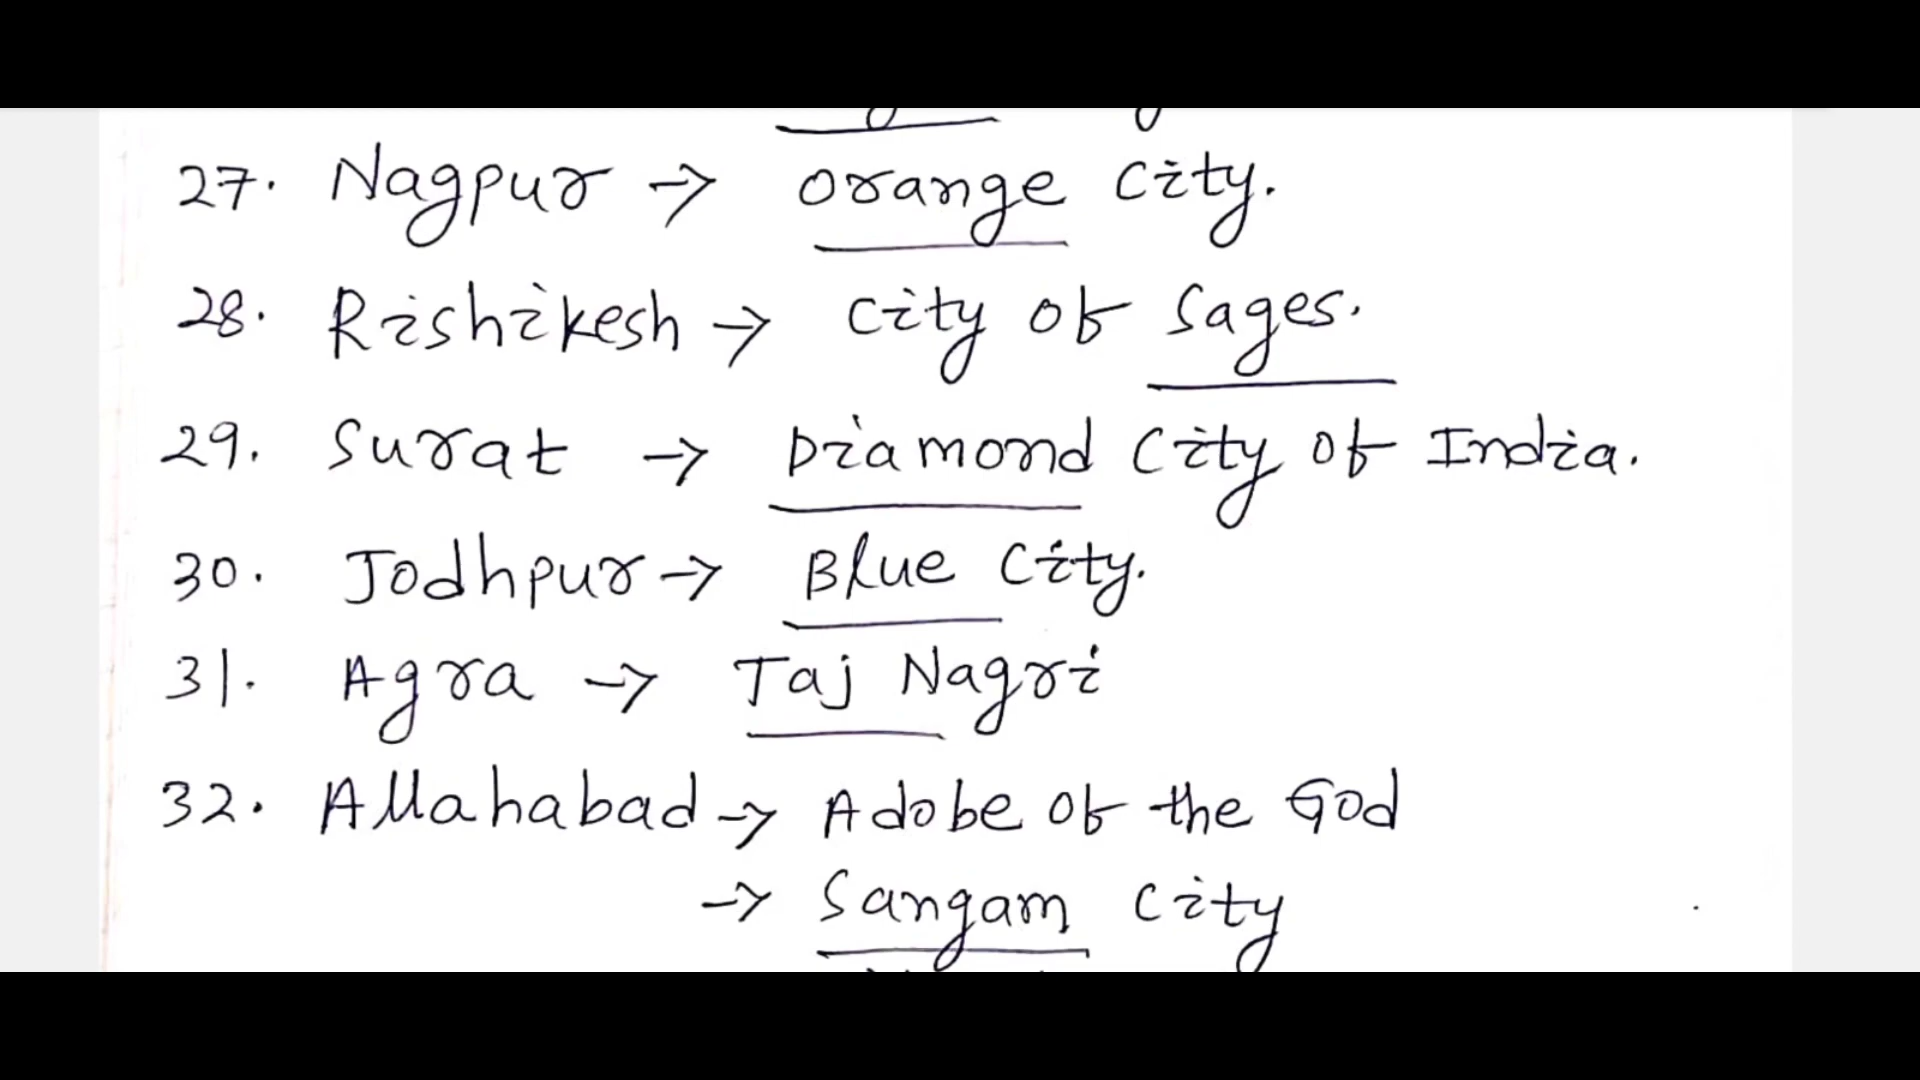 27. Nagpur → Orange City.
28. Rishikesh → City of Sages.
29. Surat → Diamond City of India.
30. Jodhpur → Blue City.
31. Agra → Taj Nagri
32. Allahabad → Adobe of the God
→ Sangam City